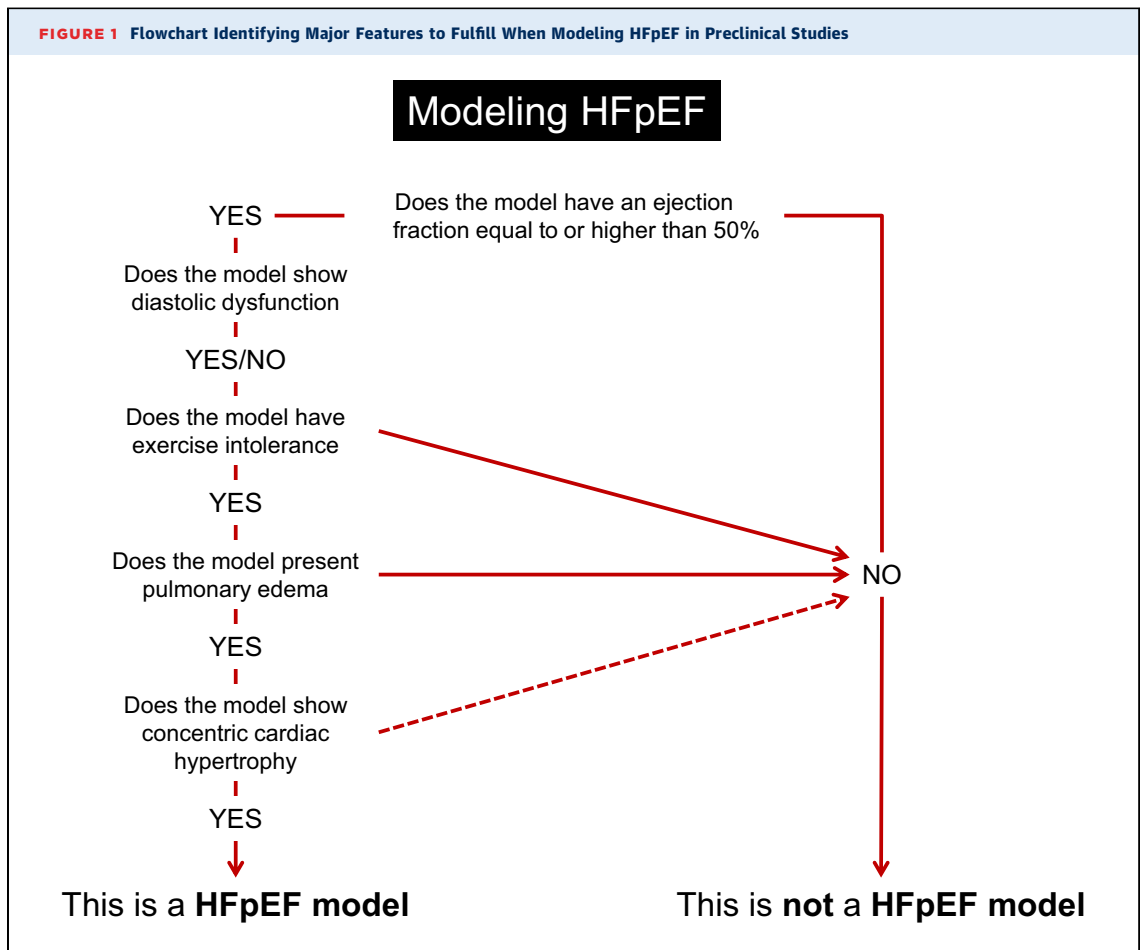 FIGURE 1 Flowchart Identifying Major Features to Fulfill When Modeling HFpEF in Preclinical Studies
Modeling HFpEF
YES
Does the model have an ejection
fraction equal to or higher than 50%
Does the model show
diastolic dysfunction
YES/NO
Does the model have
exercise intolerance
YES
Does the model present
pulmonary edema
NO
YES
Does the model show
concentric cardiac
hypertrophy
YES
This is a HFpEF model
This is not a HFpEF model